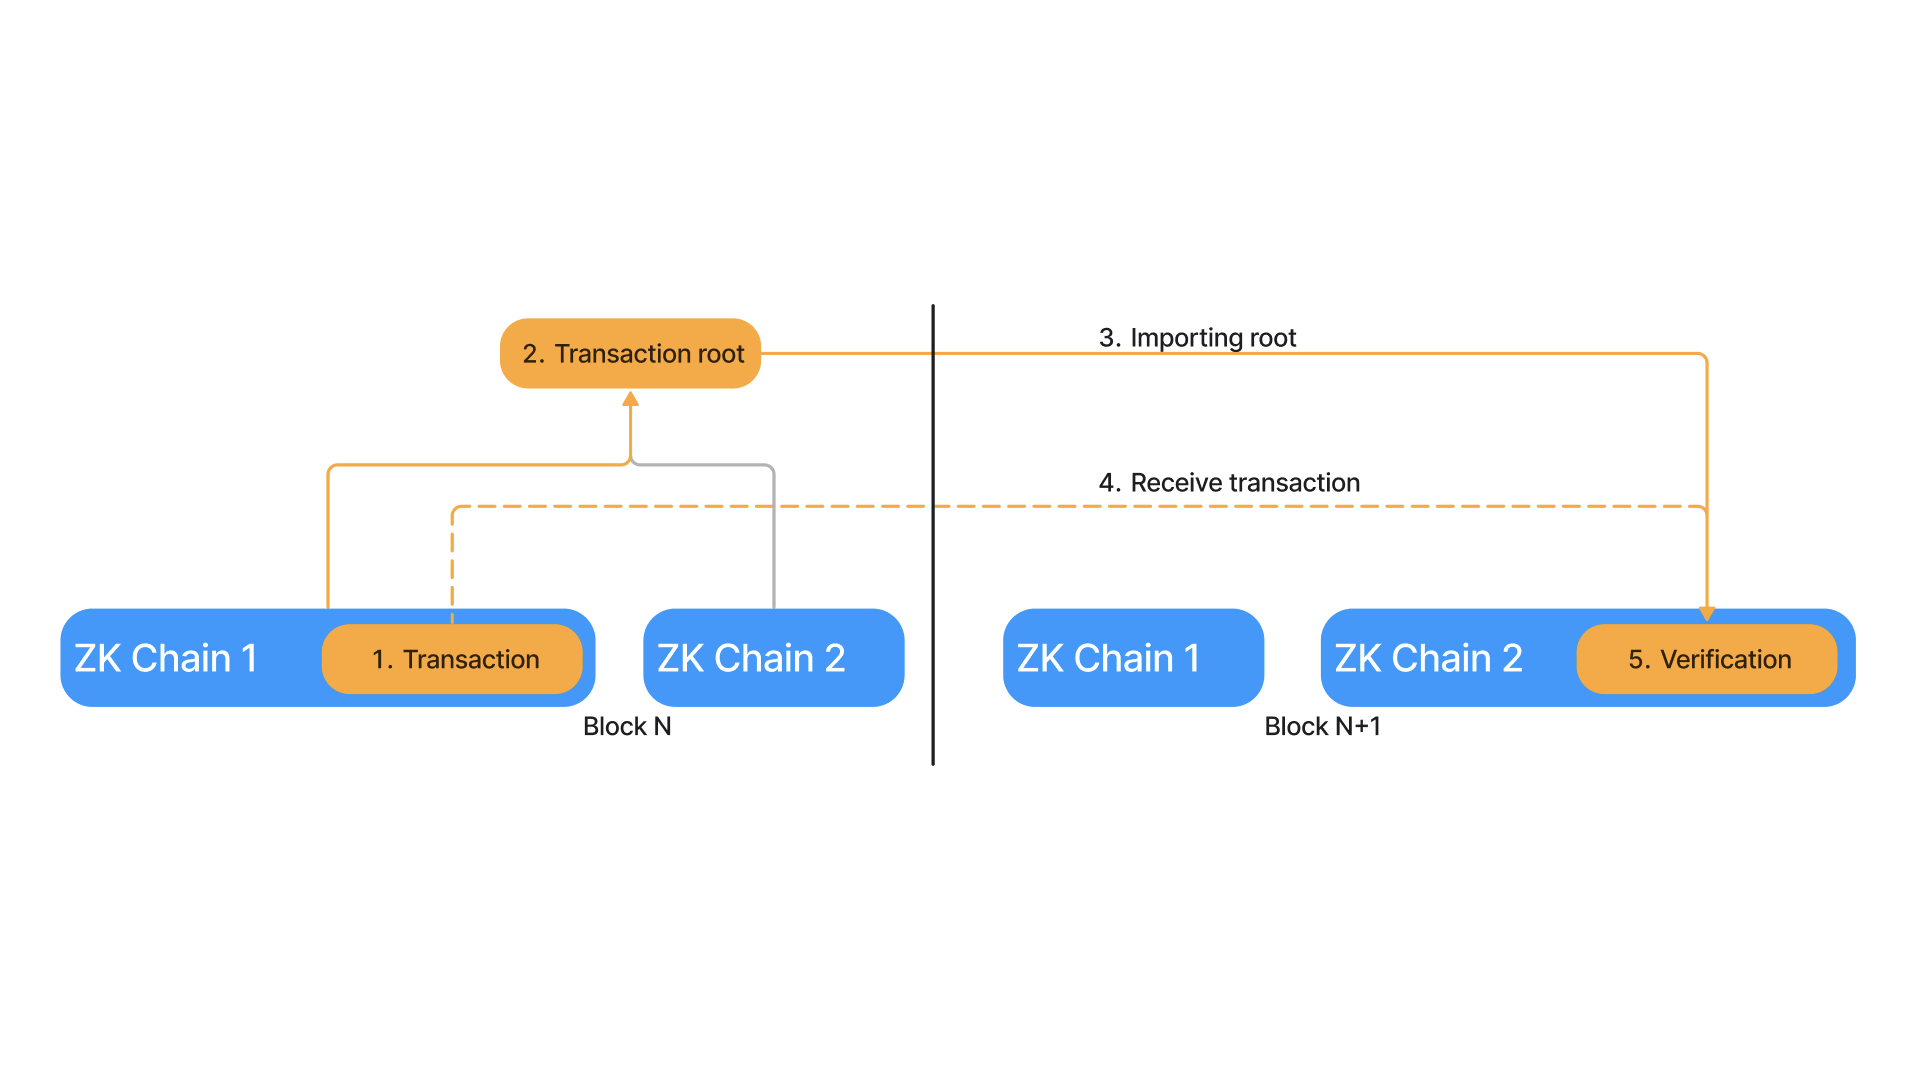 2. Transaction root
3. Importing root
4. Receive transaction
ZK Chain 1
1. Transaction
ZK Chain 2
ZK Chain 1
ZK Chain 2
5. Verification
Block N
Block N+1